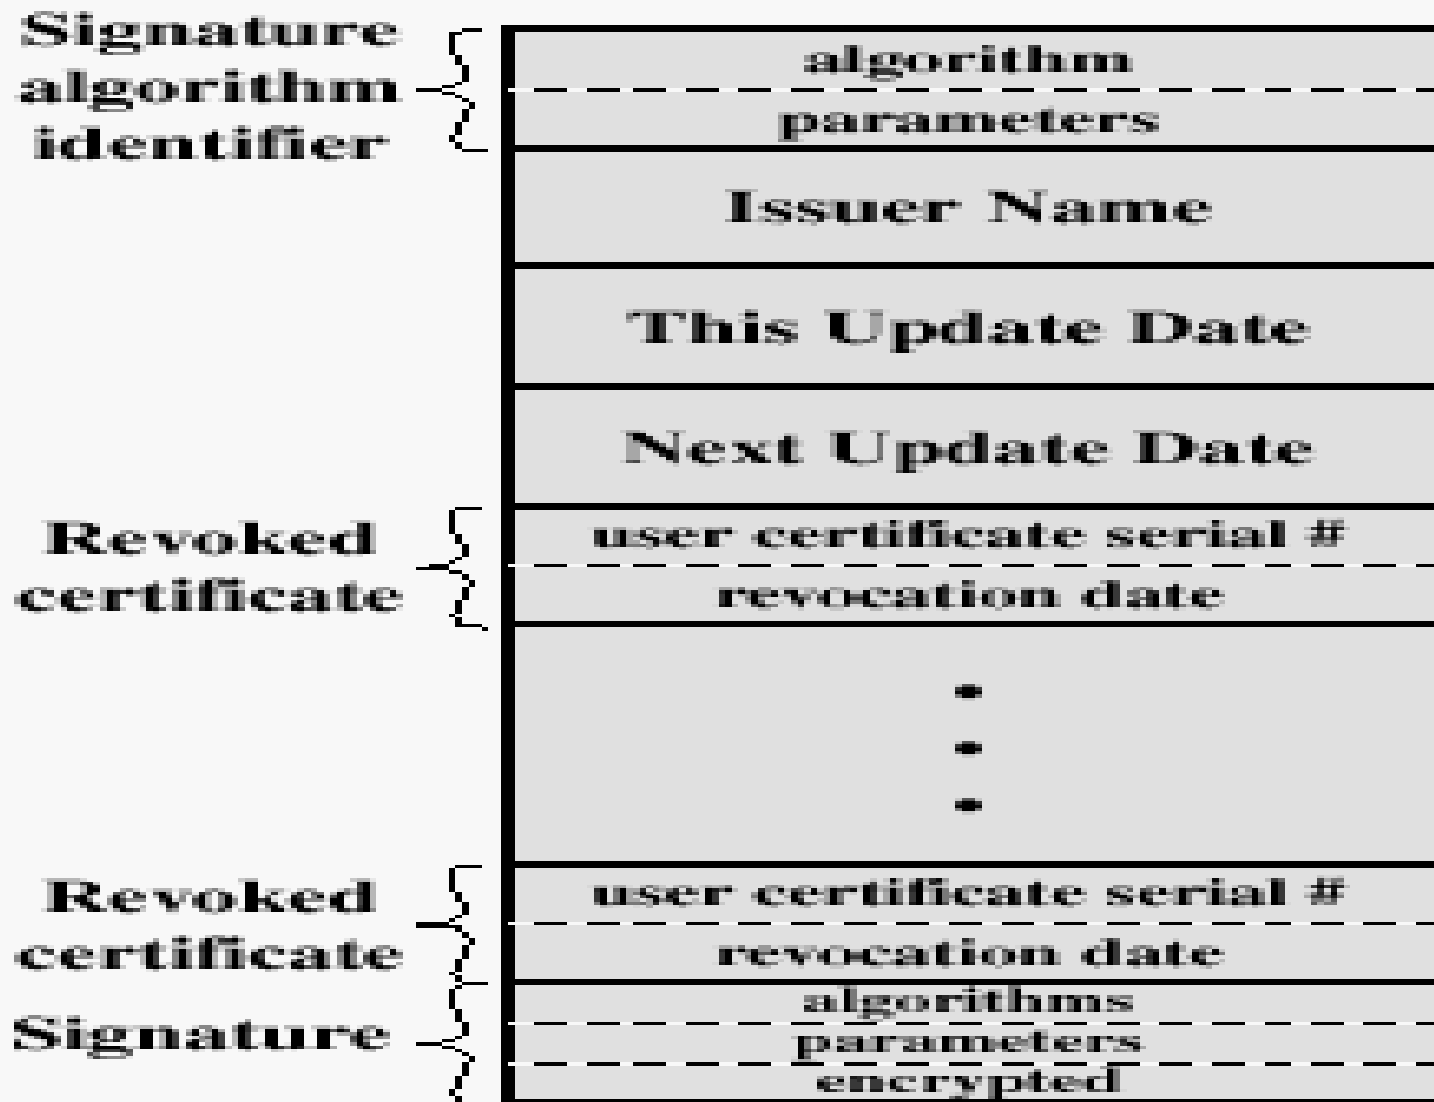 Signature
algorithm
identifier
algorithm
parameters
Issuer Name
This Update Date
Next Update Date
Revoked
certificate
user certificate serial #
revocation date
Revoked
certificate
user certificate serial #
revocation date
Signature
algorithms
parameters
encrypted